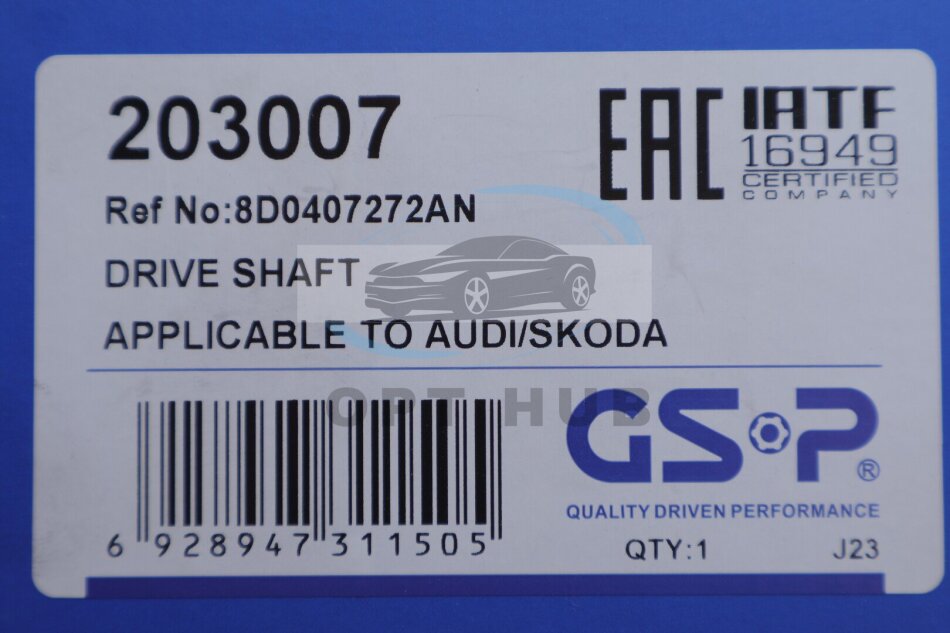 203007
EAC
IATF
16949
CERTIFIED
COMPANY
Ref No:8D0407272AN
DRIVE SHAFT
APPLICABLE TO AUDI/SKODA
OPT HUB
GSP®
QUALITY DRIVEN PERFORMANCE
6 928947 311505
QTY:1
J23